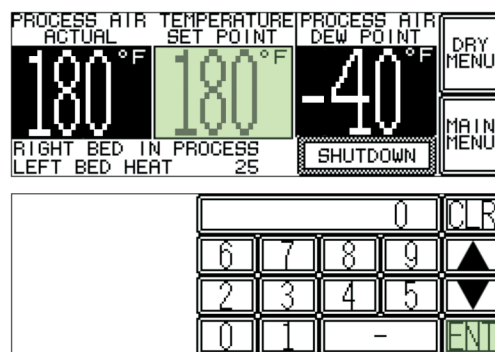 PROCESS AIR TEMPERATURE PROCESS AIR
ACTUAL SET POINT DEW POINT
180°F 180°F -40°F
DRY
MENU
MAIN
MENU
RIGHT BED IN PROCESS
LEFT BED HEAT 25
SHUTDOWN
0 CLR
6 7 8 9
2 3 4 5
0 1 - ENT